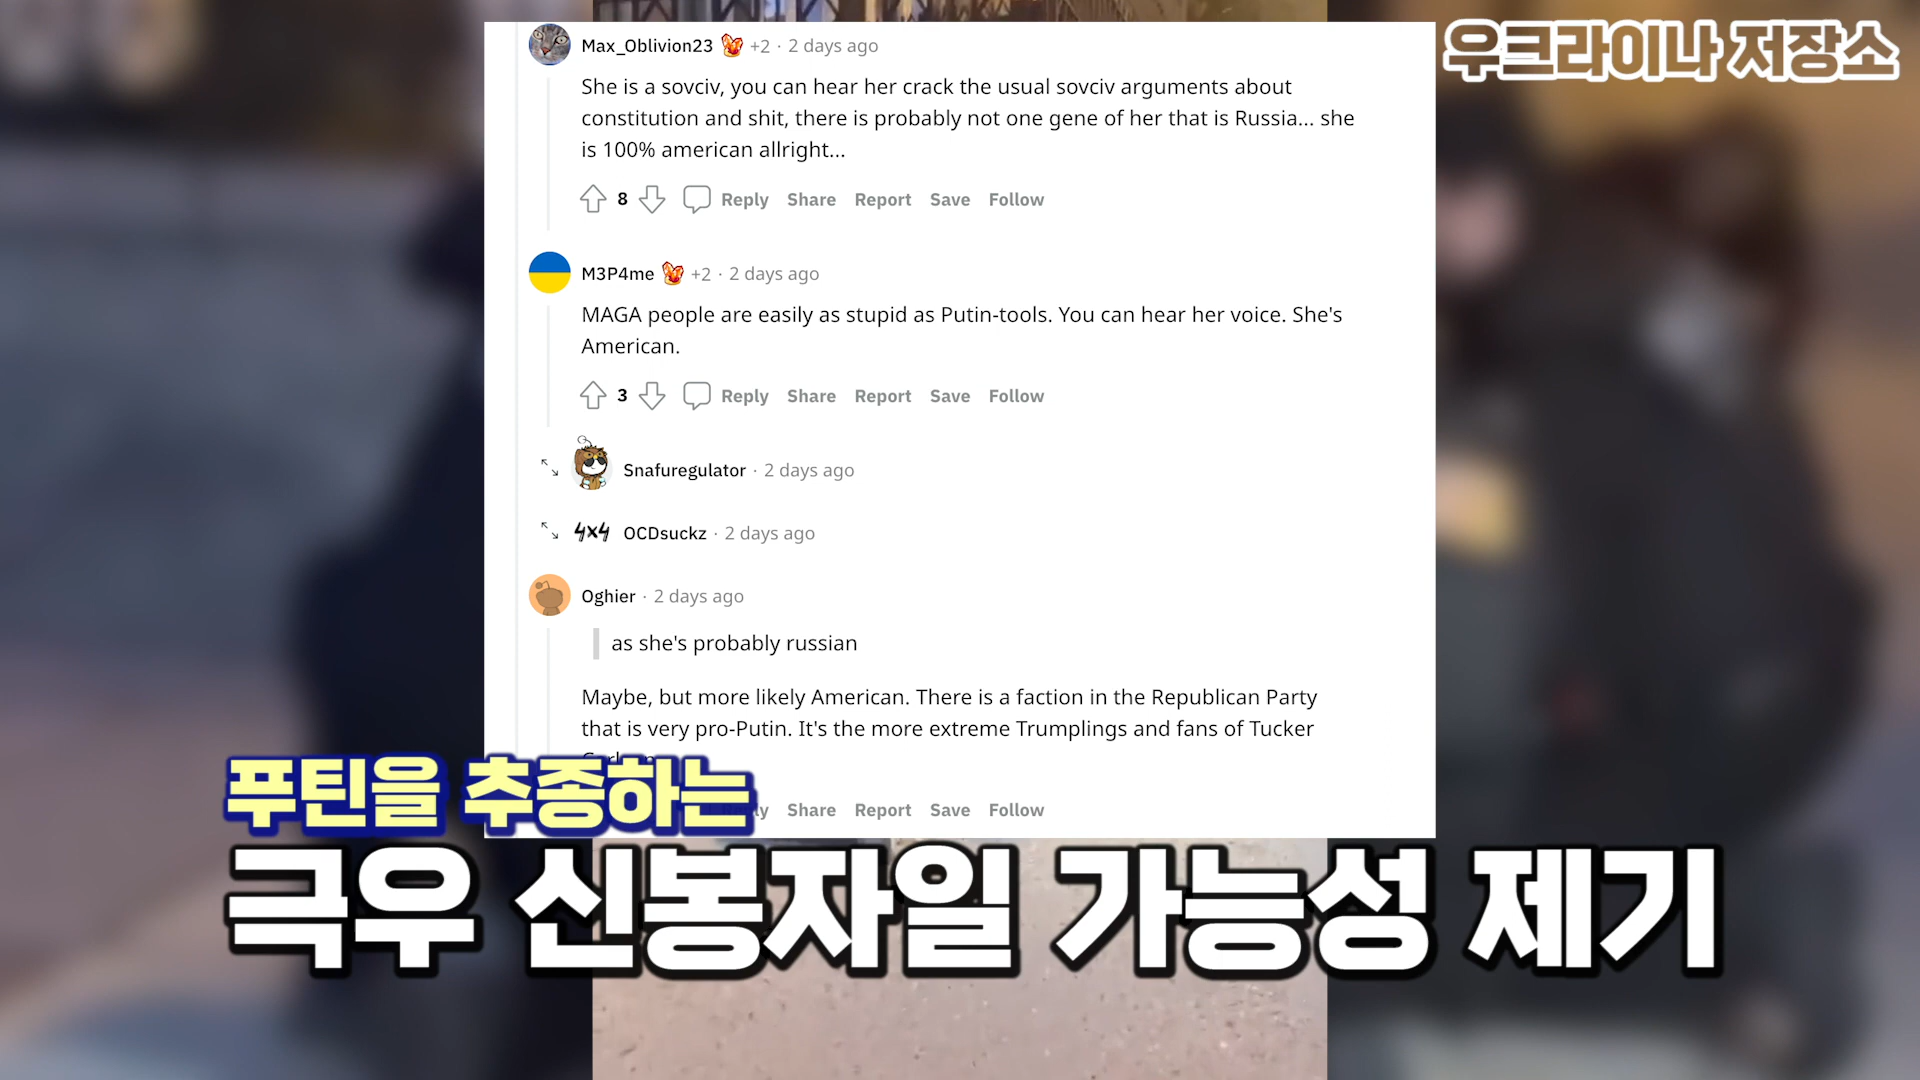 우크라이나 저장소
Max_Oblivion23 +2 · 2 days ago
She is a sovciv, you can hear her crack the usual sovciv arguments about
constitution and shit, there is probably not one gene of her that is Russia... she
is 100% american allright...
8 Reply Share Report Save Follow
M3P4me +2 · 2 days ago
MAGA people are easily as stupid as Putin-tools. You can hear her voice. She's
American.
3 Reply Share Report Save Follow
Snafuregulator · 2 days ago
4x4 OCDsuckz · 2 days ago
Oghier · 2 days ago
as she's probably russian
Maybe, but more likely American. There is a faction in the Republican Party
that is very pro-Putin. It's the more extreme Trumplings and fans of Tucker
Share Report Save Follow
푸틴을 추종하는
극우 신봉자일 가능성 제기